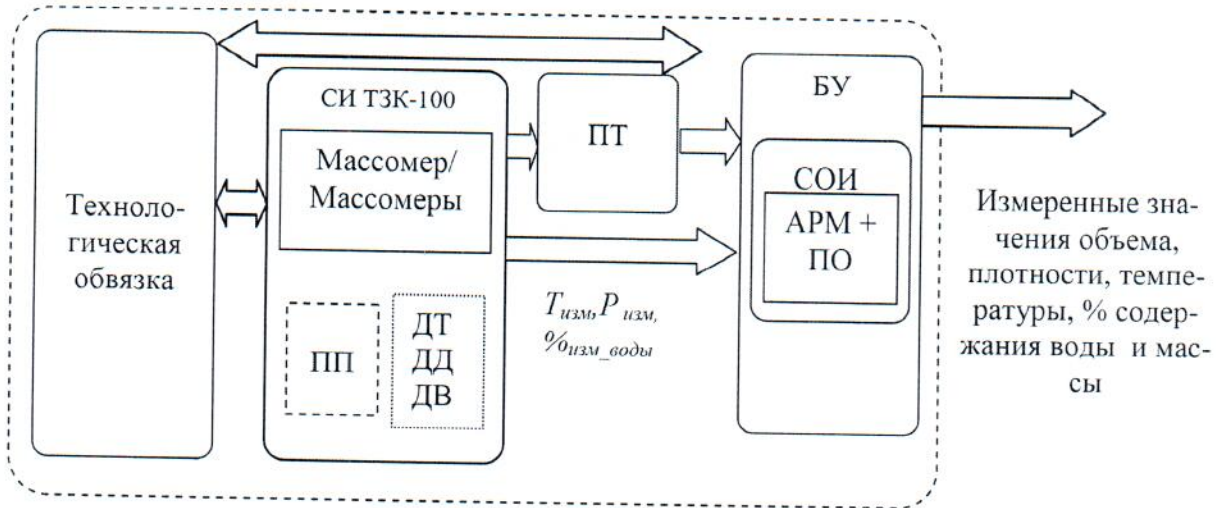 Техноло-
гическая
обвязка
СИ ТЗК-100
Массомер/
Массомеры
ПП
ДТ
ДД
ДВ
ПТ
Tизм, P изм,
%изм_воды
БУ
СОИ
АРМ +
ПО
Измеренные зна-
чения объема,
плотности, темпе-
ратуры, % содер-
жания воды и мас-
сы